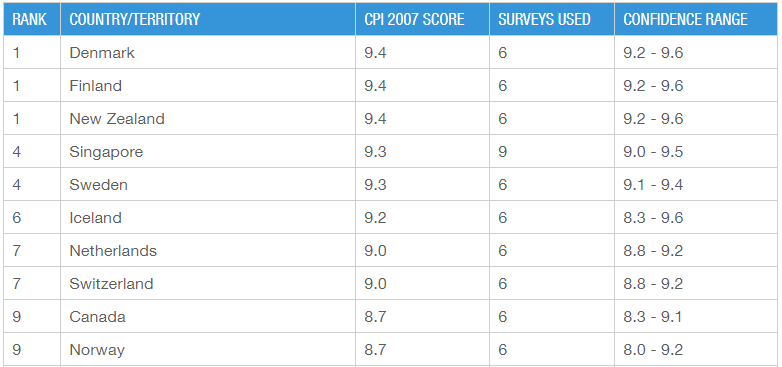 RANK COUNTRY/TERRITORY CPI 2007 SCORE SURVEYS USED CONFIDENCE RANGE
1 Denmark 9.4 6 9.2 - 9.6
1 Finland 9.4 6 9.2 - 9.6
1 New Zealand 9.4 6 9.2 - 9.6
4 Singapore 9.3 9 9.0 - 9.5
4 Sweden 9.3 6 9.1 - 9.4
6 Iceland 9.2 6 8.3 - 9.6
7 Netherlands 9.0 6 8.8 - 9.2
7 Switzerland 9.0 6 8.8 - 9.2
9 Canada 8.7 6 8.3 - 9.1
9 Norway 8.7 6 8.0 - 9.2